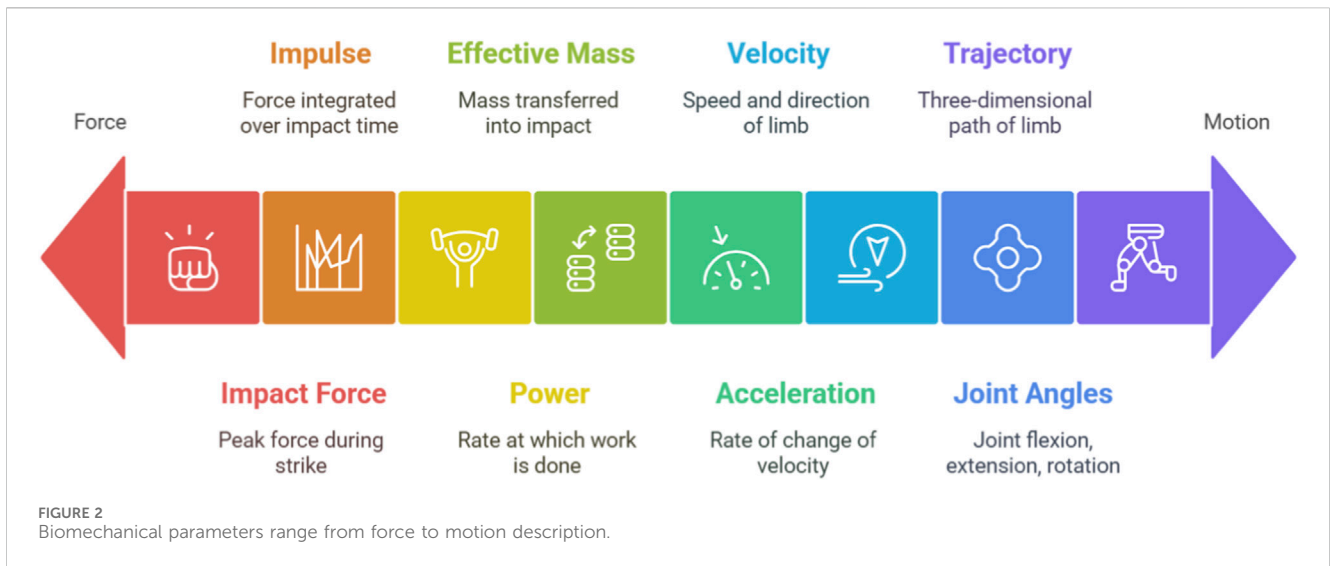 Impulse
Force integrated
over impact time
Effective Mass
Mass transferred
into impact
Velocity
Speed and direction
of limb
Trajectory
Three-dimensional
path of limb
Force
Motion
Impact Force
Peak force during
strike
Power
Rate at which work
is done
Acceleration
Rate of change of
velocity
Joint Angles
Joint flexion,
extension, rotation
FIGURE 2
Biomechanical parameters range from force to motion description.